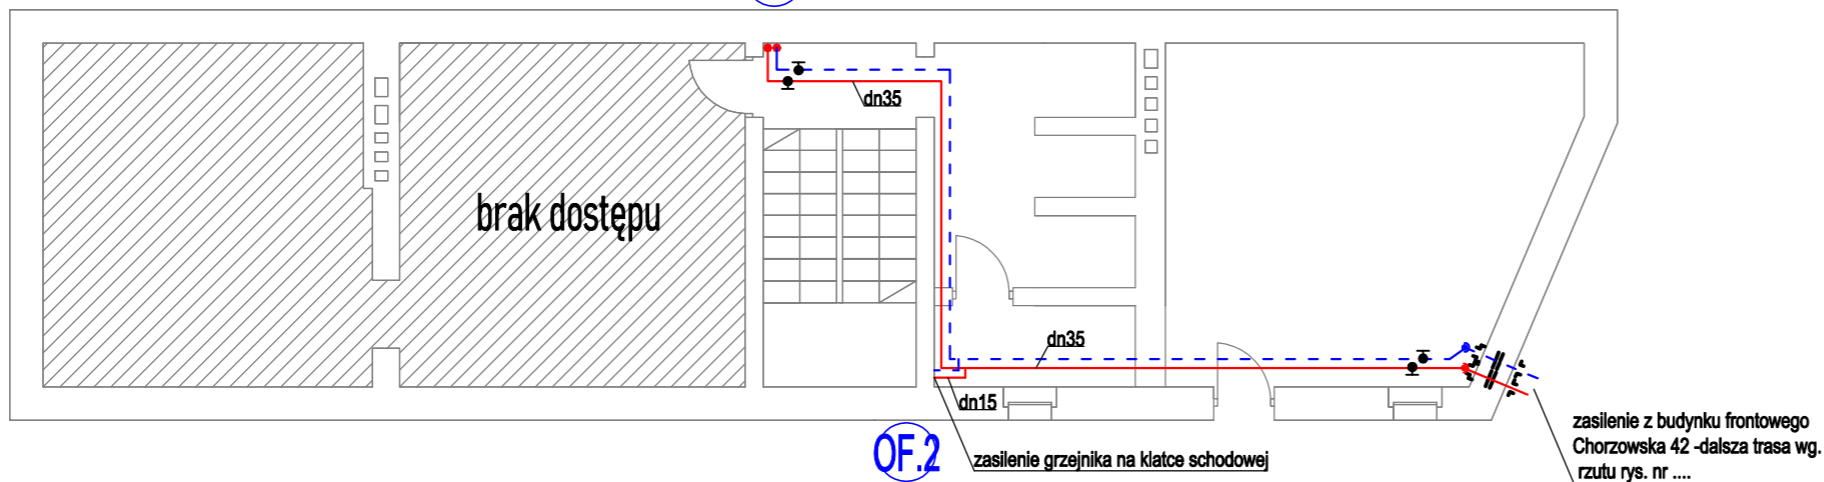 dn35
brak dostępu
dn35
dn15
OF.2
zasilenie grzejnika na klatce schodowej
zasilenie z budynku frontowego
Chorzowska 42 -dalsza trasa wg.
rzutu rys. nr ....